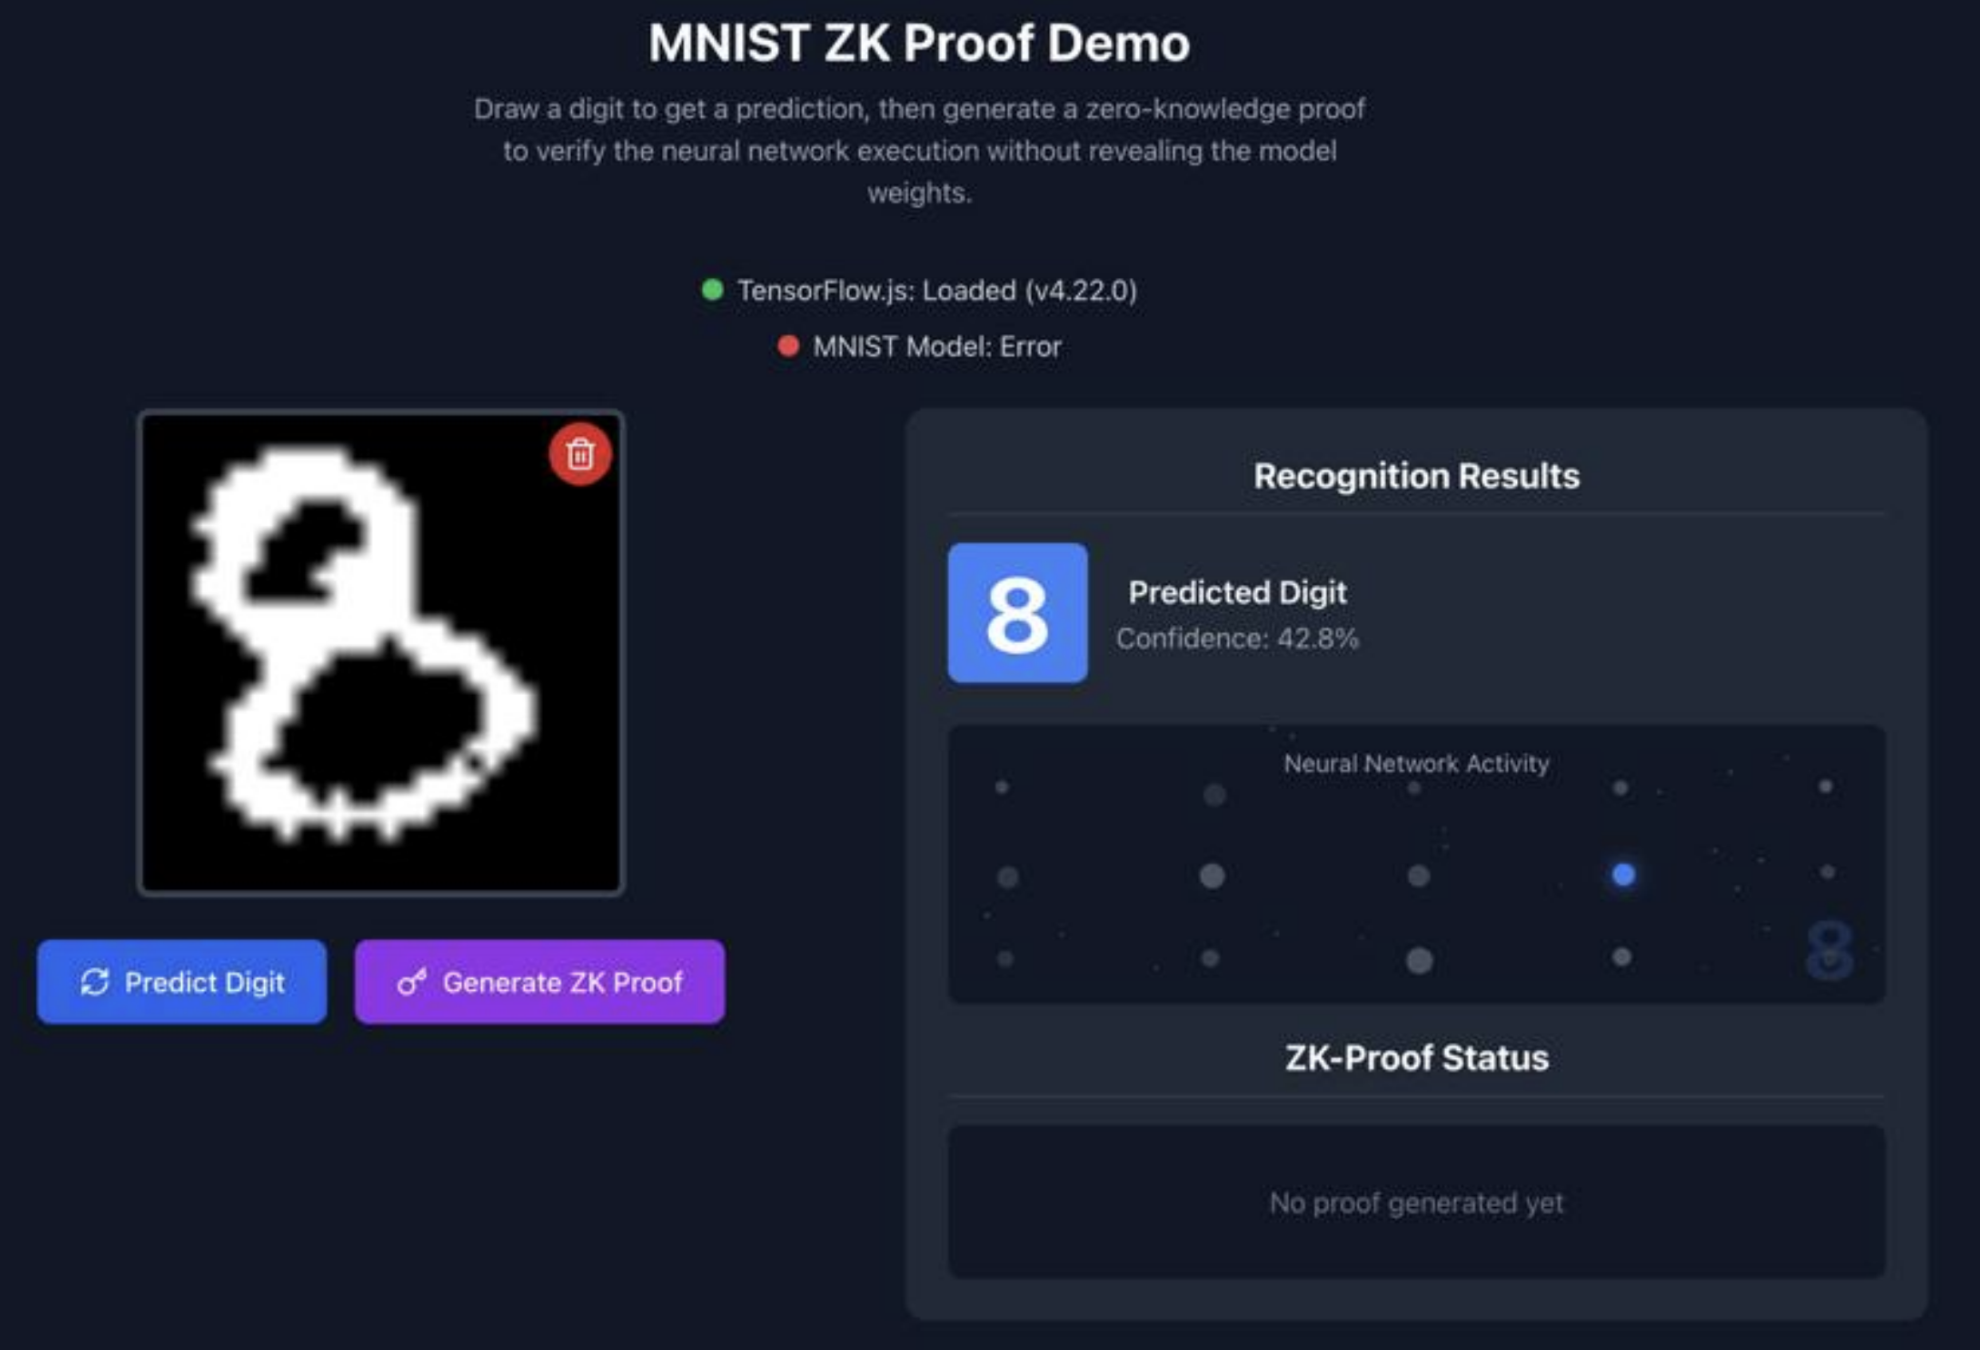 MNIST ZK Proof Demo
Draw a digit to get a prediction, then generate a zero-knowledge proof
to verify the neural network execution without revealing the model
weights.
TensorFlow.js: Loaded (v4.22.0)
MNIST Model: Error
8
Predict Digit
Generate ZK Proof
Recognition Results
8
Predicted Digit
Confidence: 42.8%
Neural Network Activity
8
ZK-Proof Status
No proof generated yet